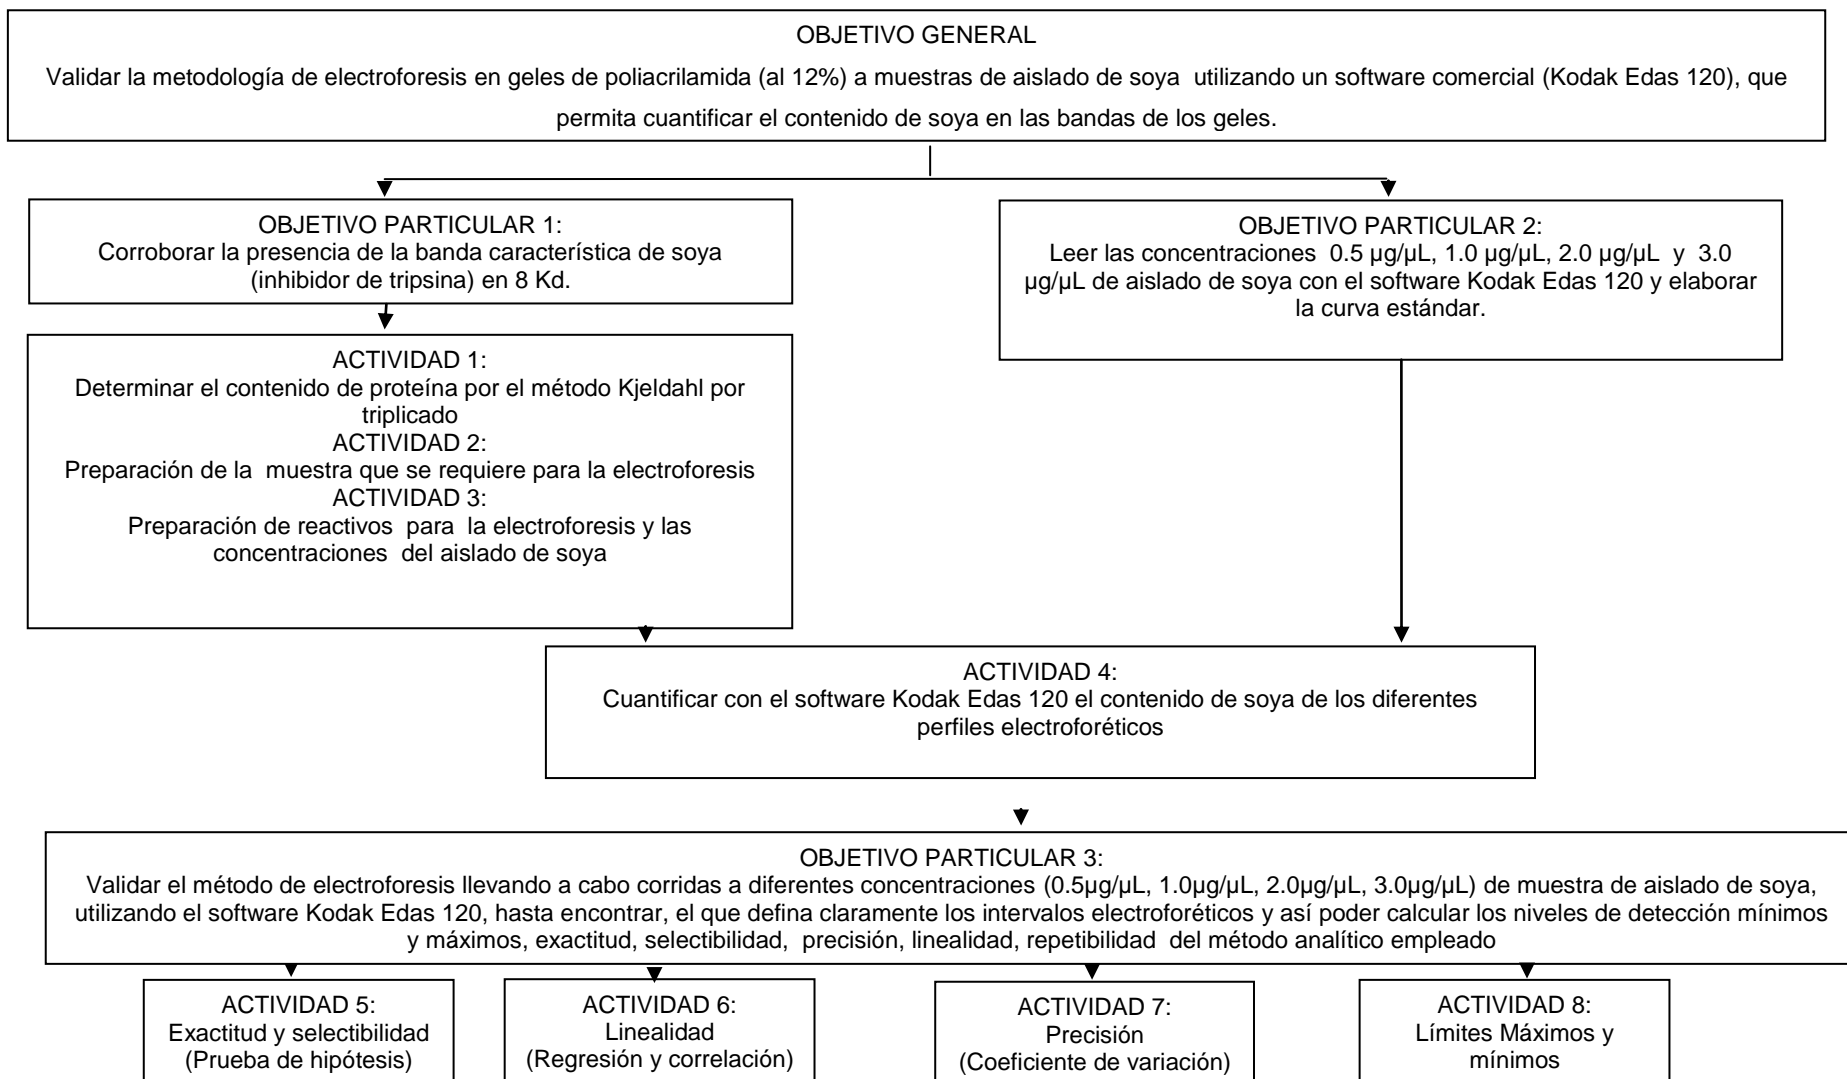 OBJETIVO GENERAL
Validar la metodología de electroforesis en geles de poliacrilamida (al 12%) a muestras de aislado de soya utilizando un software comercial (Kodak Edas 120), que
permita cuantificar el contenido de soya en las bandas de los geles.
OBJETIVO PARTICULAR 1:
Corroborar la presencia de la banda característica de soya
(inhibidor de tripsina) en 8 Kd.
OBJETIVO PARTICULAR 2:
Leer las concentraciones 0.5 µg/µL, 1.0 µg/µL, 2.0 µg/µL y 3.0
µg/µL de aislado de soya con el software Kodak Edas 120 y elaborar
la curva estándar.
ACTIVIDAD 1:
Determinar el contenido de proteína por el método Kjeldahl por
triplicado
ACTIVIDAD 2:
Preparación de la muestra que se requiere para la electroforesis
ACTIVIDAD 3:
Preparación de reactivos para la electroforesis y las
concentraciones del aislado de soya
ACTIVIDAD 4:
Cuantificar con el software Kodak Edas 120 el contenido de soya de los diferentes
perfiles electroforéticos
OBJETIVO PARTICULAR 3:
Validar el método de electroforesis llevando a cabo corridas a diferentes concentraciones (0.5µg/µL, 1.0µg/µL, 2.0µg/µL, 3.0µg/µL) de muestra de aislado de soya,
utilizando el software Kodak Edas 120, hasta encontrar, el que defina claramente los intervalos electroforéticos y así poder calcular los niveles de detección mínimos
y máximos, exactitud, selectibilidad, precisión, linealidad, repetibilidad del método analítico empleado
ACTIVIDAD 5:
Exactitud y selectibilidad
(Prueba de hipótesis)
ACTIVIDAD 6:
Linealidad
(Regresión y correlación)
ACTIVIDAD 7:
Precisión
(Coeficiente de variación)
ACTIVIDAD 8:
Límites Máximos y
mínimos